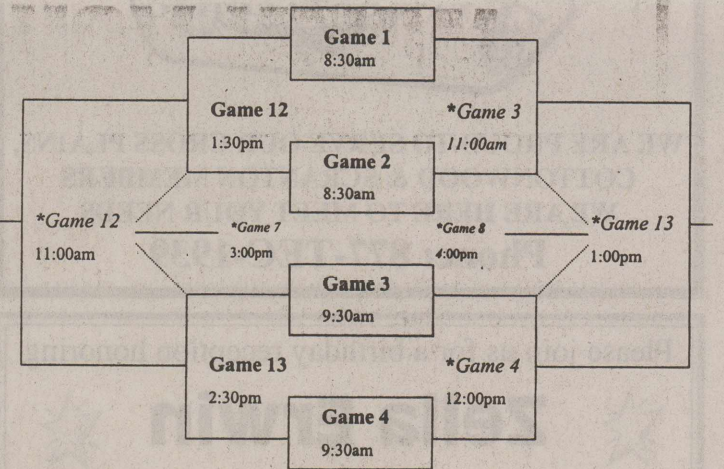 Game 1
8:30am
Game 12
1:30pm
*Game 3
11:00am
Game 2
8:30am
*Game 12
11:00am
*Game 7
3:00pm
*Game 8
4:00pm
*Game 13
1:00pm
Game 3
9:30am
Game 13
2:30pm
*Game 4
12:00pm
Game 4
9:30am